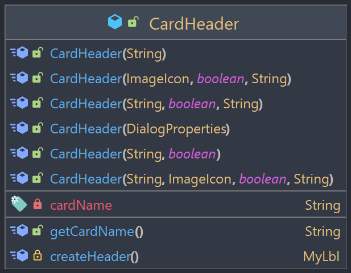 CardHeader
CardHeader(String)
CardHeader(ImageIcon, boolean, String)
CardHeader(String, boolean, String)
CardHeader(DialogProperties)
CardHeader(String, boolean)
CardHeader(String, ImageIcon, boolean, String)
cardName String
getCardName() String
createHeader() MyLbl